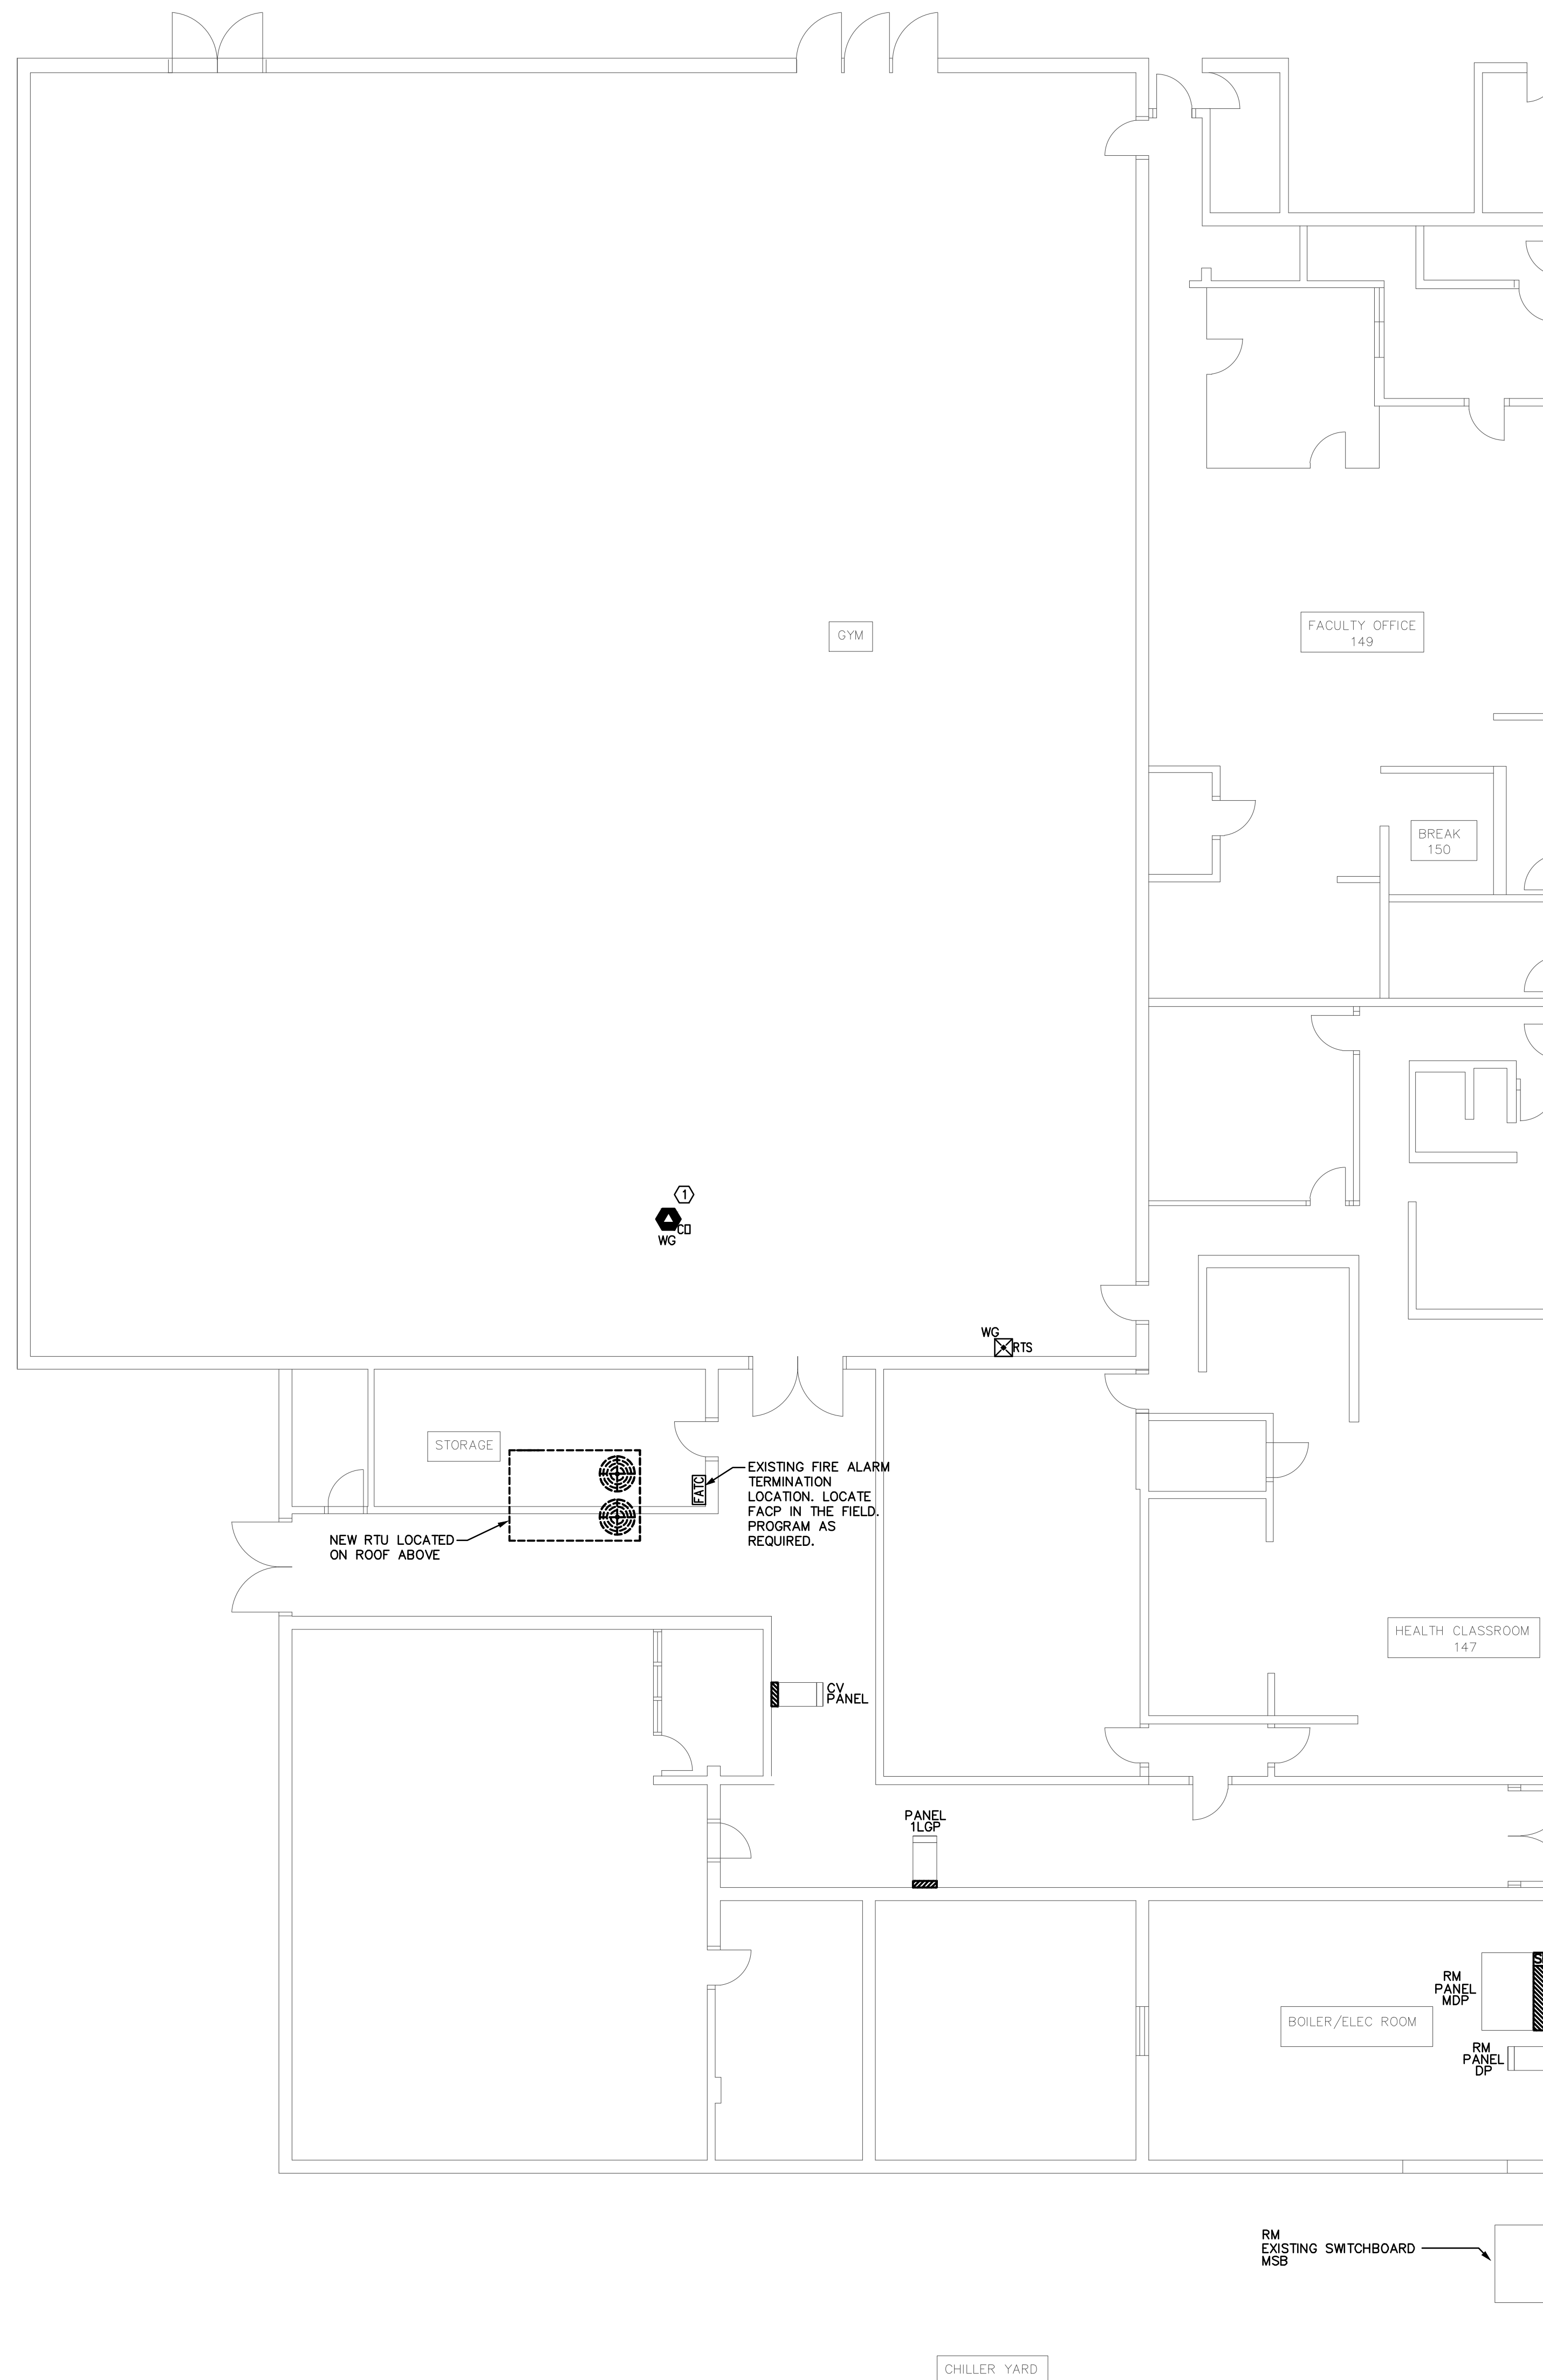 GYM
FACULTY OFFICE
149
BREAK
150
1
CO
WG
WG
RTS
STORAGE
FATC
EXISTING FIRE ALARM
TERMINATION
LOCATION. LOCATE
FACP IN THE FIELD.
PROGRAM AS
REQUIRED.
NEW RTU LOCATED
ON ROOF ABOVE
HEALTH CLASSROOM
147
CV
PANEL
PANEL
1LGP
RM
PANEL
MDP
BOILER/ELEC ROOM
RM
PANEL
DP
RM
EXISTING SWITCHBOARD
MSB
CHILLER YARD